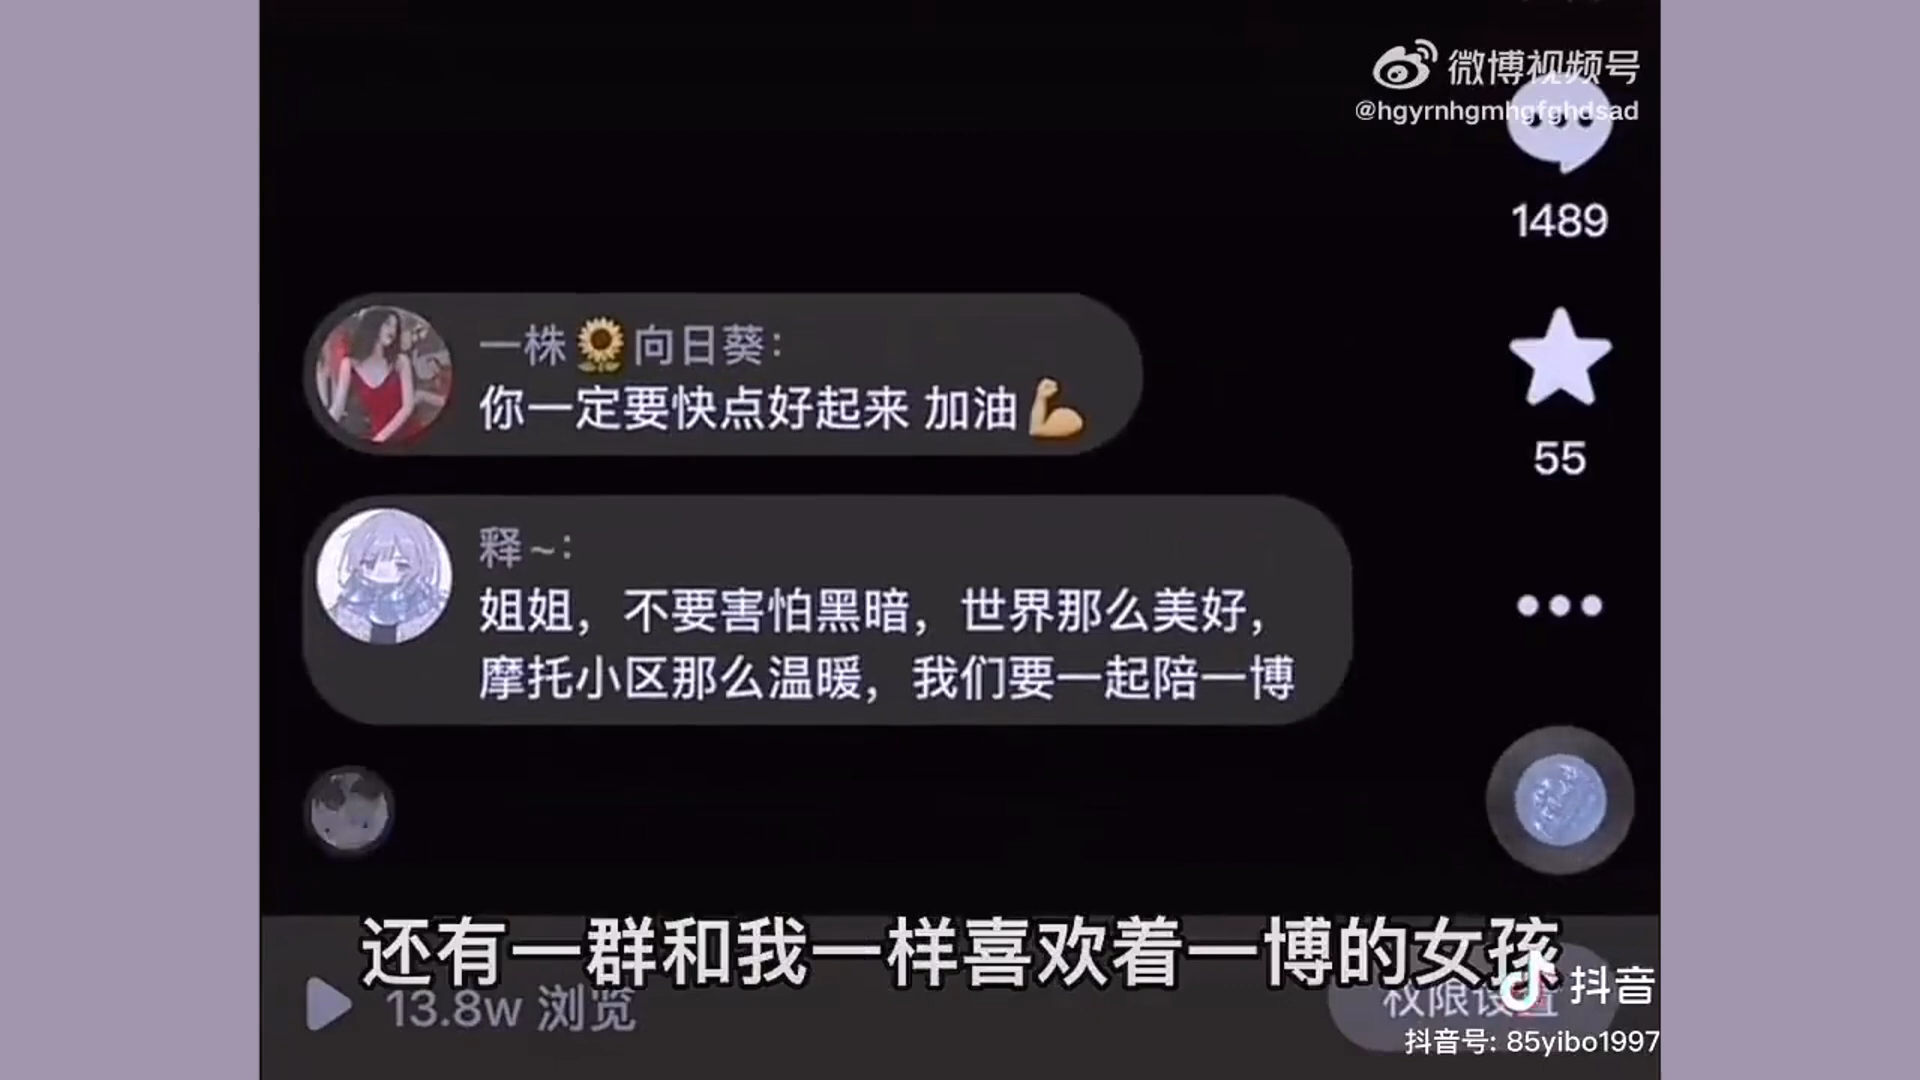 微博视频号
@hgyrnhgmhgfghdsad
1489
一株🌻向日葵:
你一定要快点好起来 加油💪
55
释~:
姐姐，不要害怕黑暗，世界那么美好，
摩托小区那么温暖，我们要一起陪一博
还有一群和我一样喜欢着一博的女孩
13.8w 浏览
权限设置
抖音
抖音号: 85yibo1997